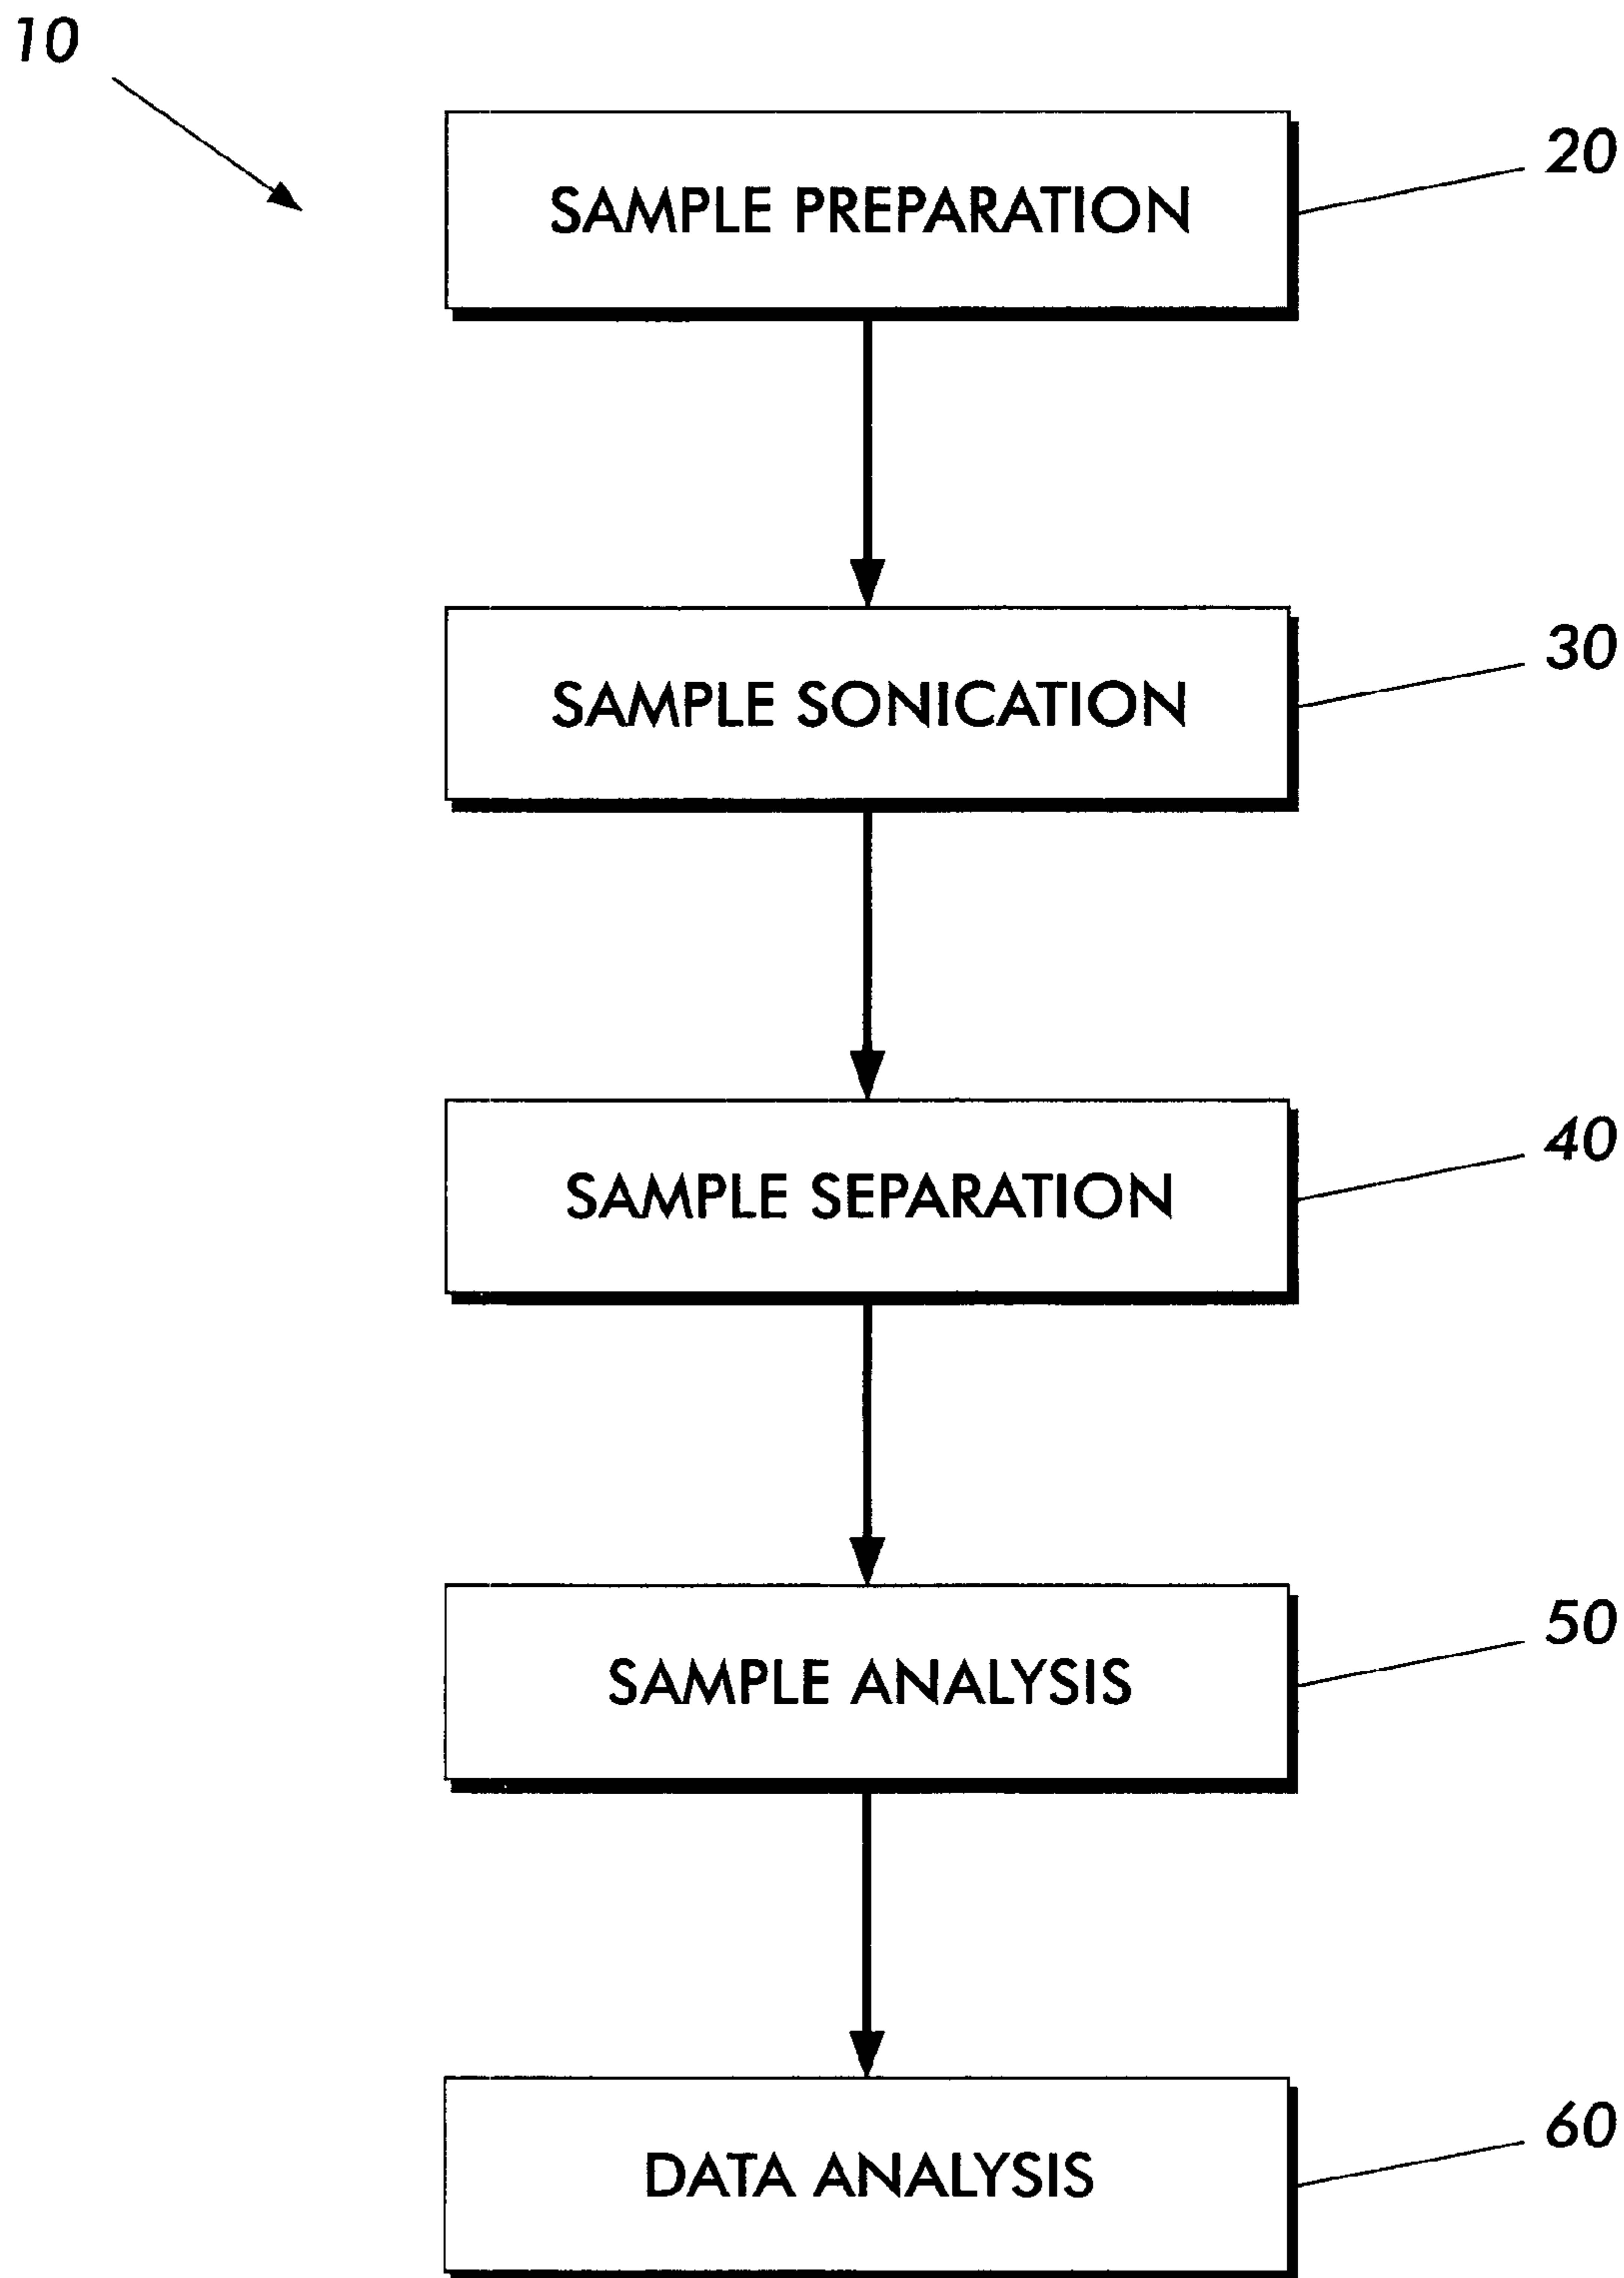 10
SAMPLE PREPARATION
20
SAMPLE SONICATION
30
SAMPLE SEPARATION
40
SAMPLE ANALYSIS
50
DATA ANALYSIS
60